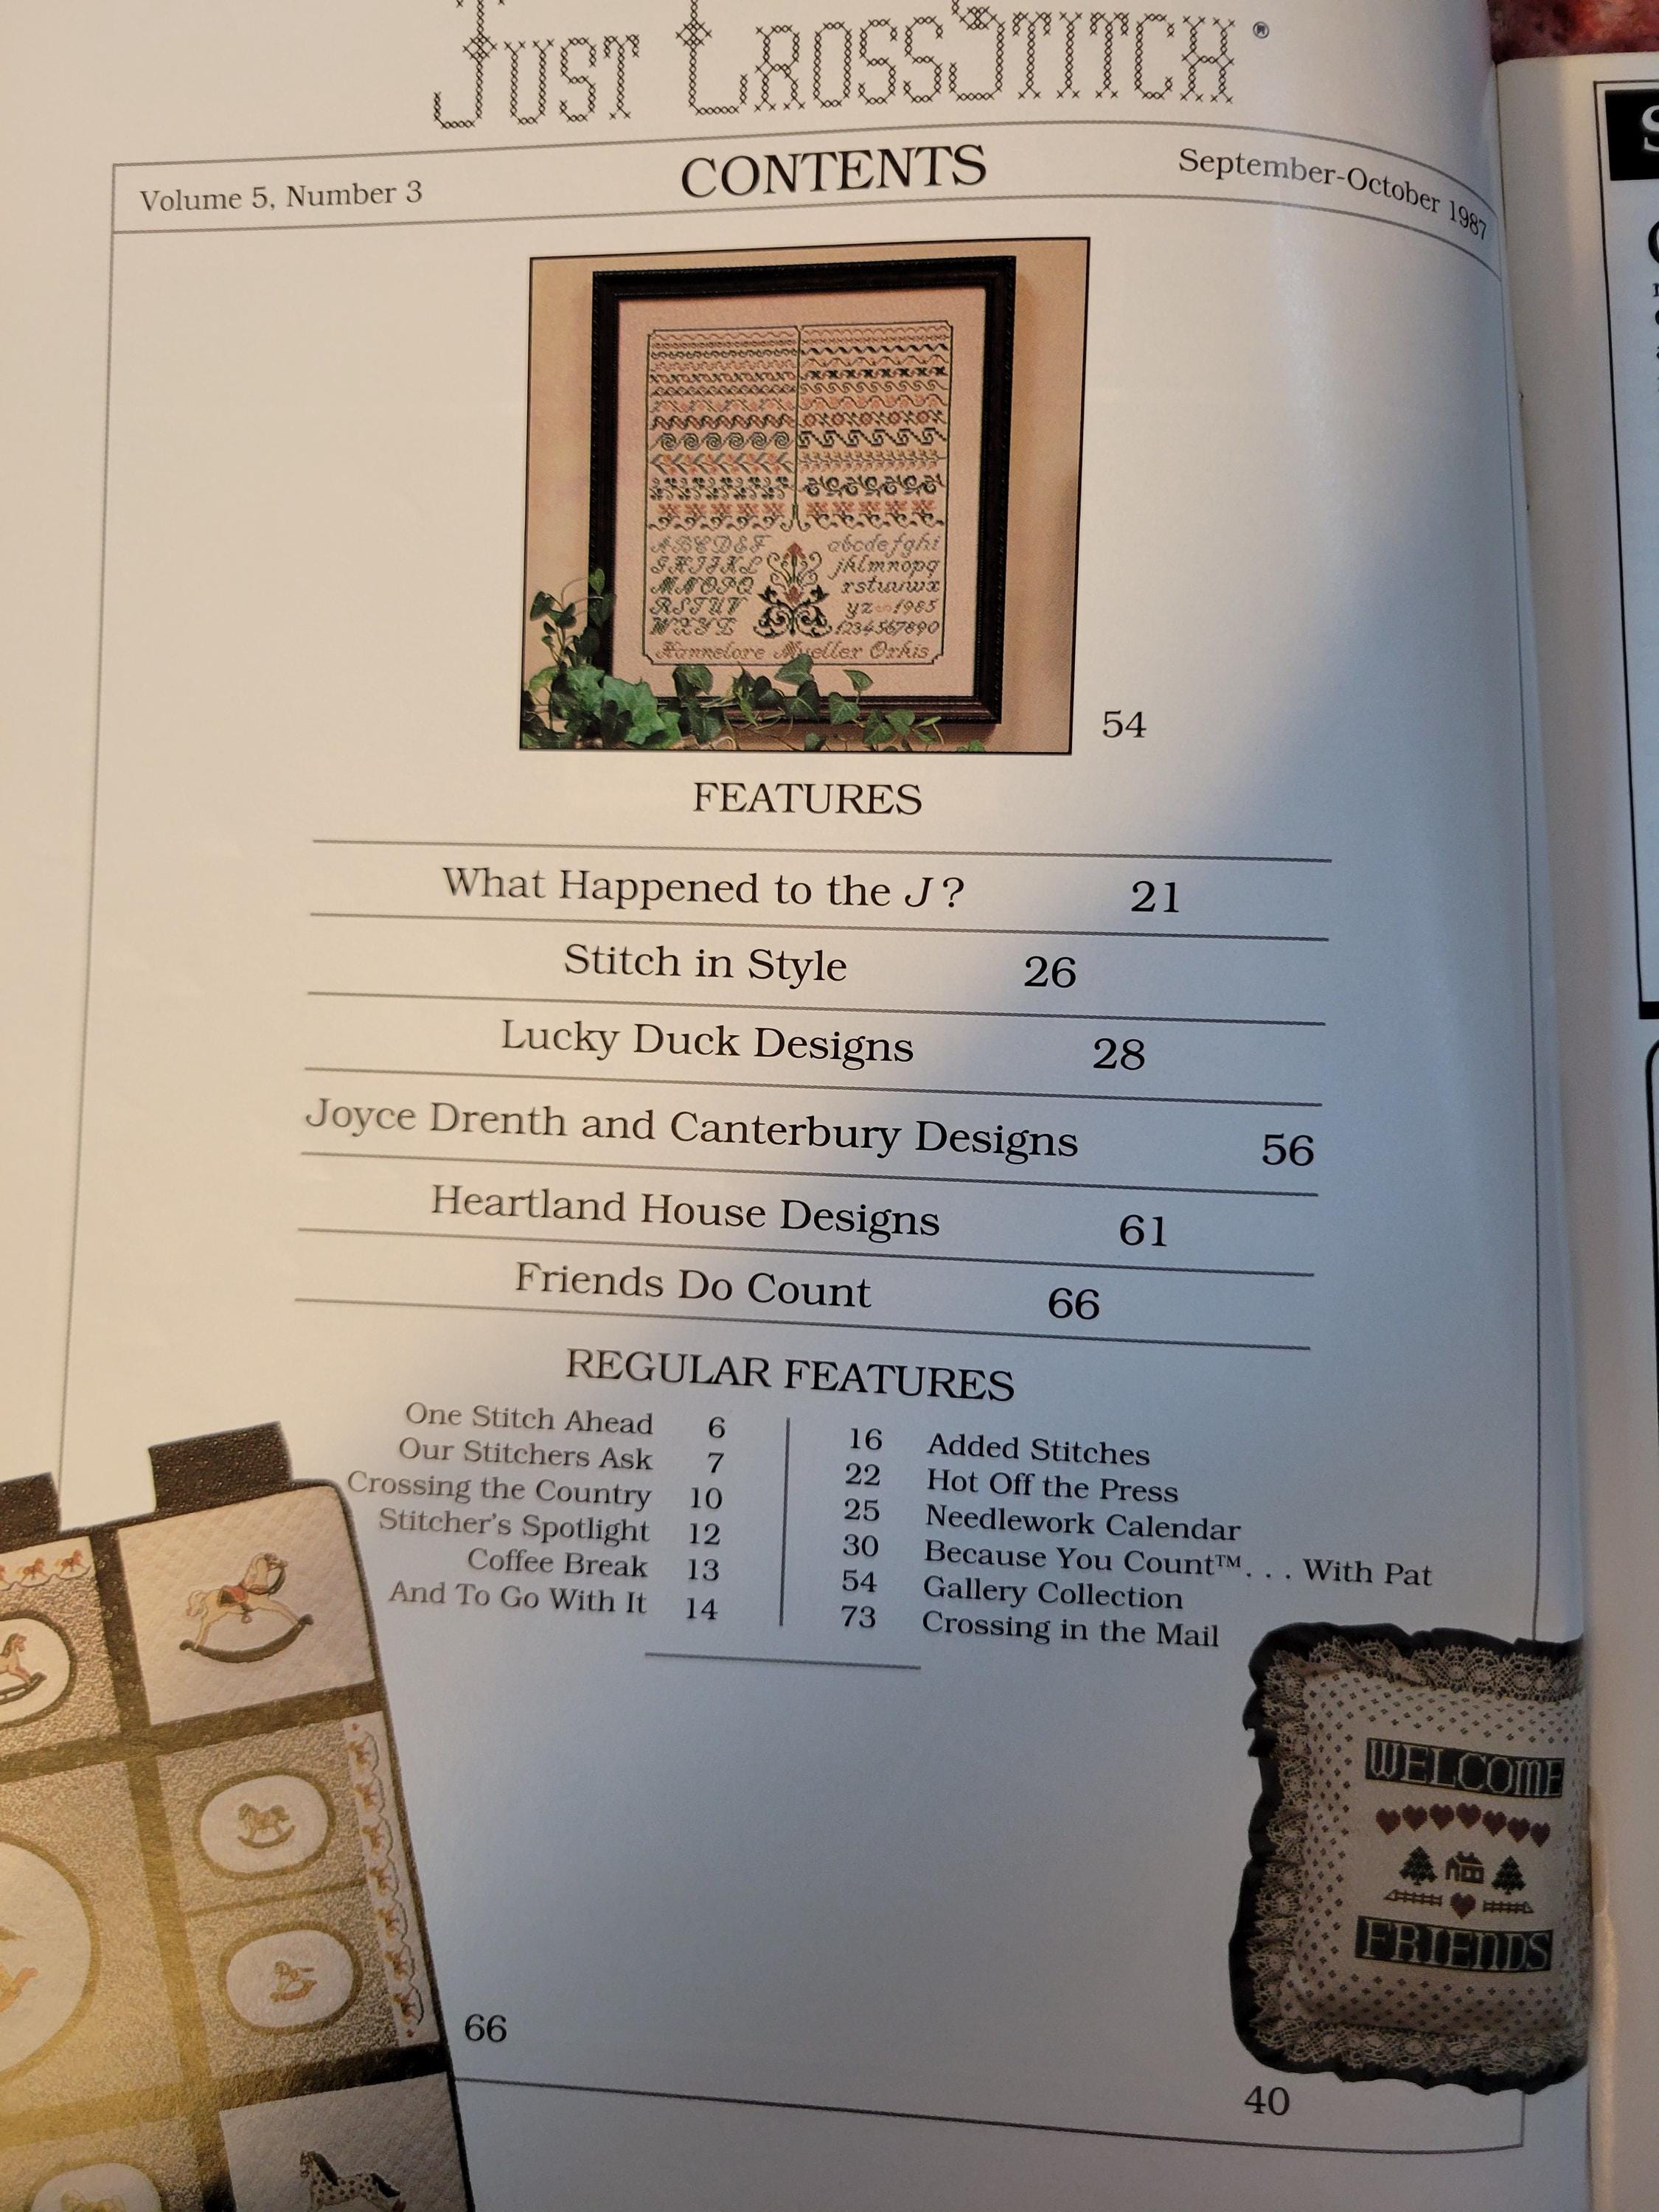 Just CrossStitch®
Volume 5, Number 3
CONTENTS
September-October 1987
ABCDEF
GHIJKL
MNOPQ
RSTUV
WXYZ
abcdefghi
jklmnopq
rstuvwx
yz 1985
1234567890
Hannelore Mueller Orkis
54
FEATURES
What Happened to the J? 21
Stitch in Style 26
Lucky Duck Designs 28
Joyce Drenth and Canterbury Designs 56
Heartland House Designs 61
Friends Do Count 66
REGULAR FEATURES
One Stitch Ahead 6
Our Stitchers Ask 7
Crossing the Country 10
Stitcher's Spotlight 12
Coffee Break 13
And To Go With It 14
16 Added Stitches
22 Hot Off the Press
25 Needlework Calendar
30 Because You Count™. . . With Pat
54 Gallery Collection
73 Crossing in the Mail
WELCOME
FRIENDS
66
40